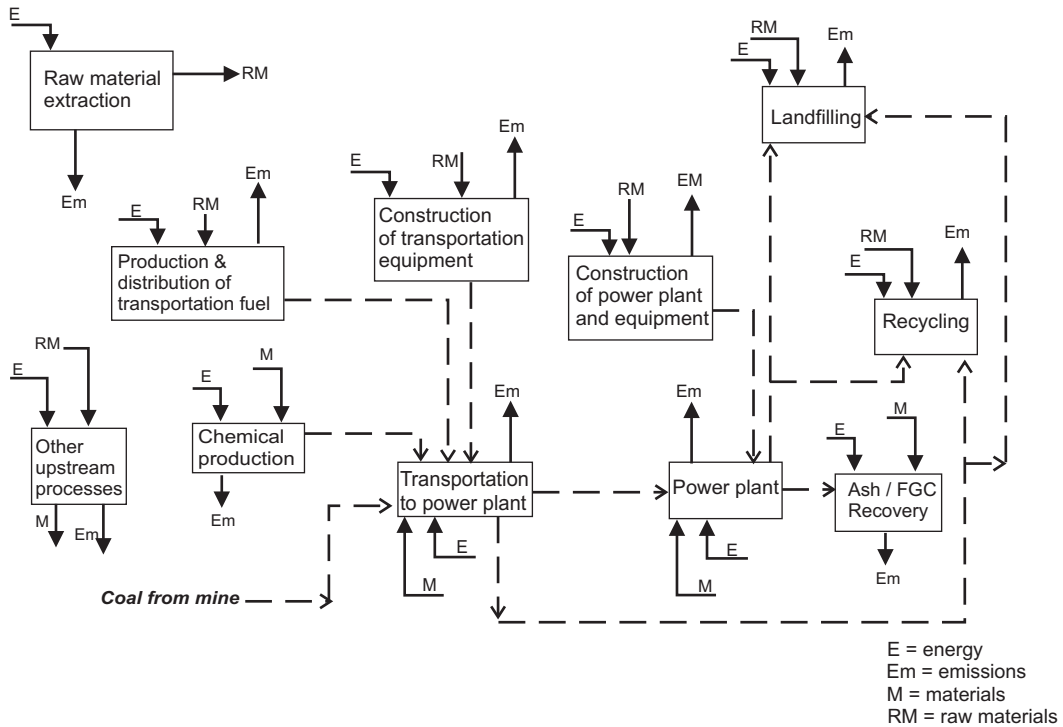 E
Raw material
extraction
RM
Em
E
RM
Em
Production &
distribution of
transportation fuel
E
RM
Em
Construction
of transportation
equipment
E
RM
EM
Construction
of power plant
and equipment
RM
E
Em
Landfilling
RM
E
Em
Recycling
RM
E
Other
upstream
processes
M
Em
E
M
Chemical
production
Em
Em
Transportation
to power plant
E
M
Em
Power plant
E
M
E
M
Ash / FGC
Recovery
Em
Coal from mine
E = energy
Em = emissions
M = materials
RM = raw materials